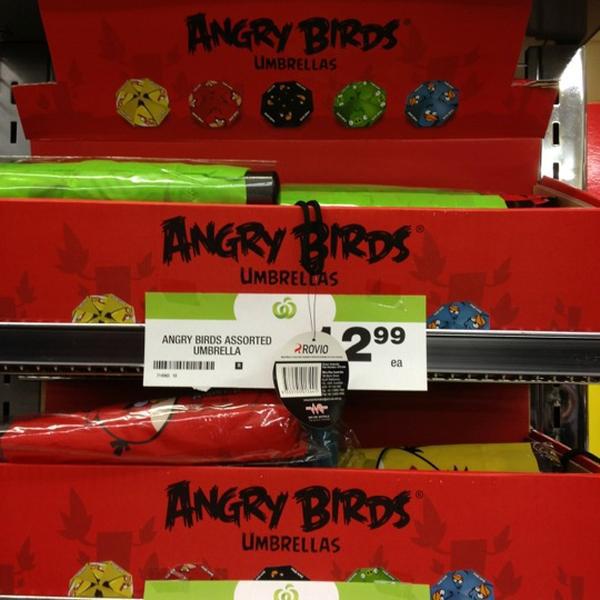 ANGRY BIRDS®
UMBRELLAS
ANGRY BIRDS®
UMBRELLAS
ANGRY BIRDS ASSORTED
UMBRELLA
2 99
ea
ROVIO
ANGRY BIRDS®
UMBRELLAS